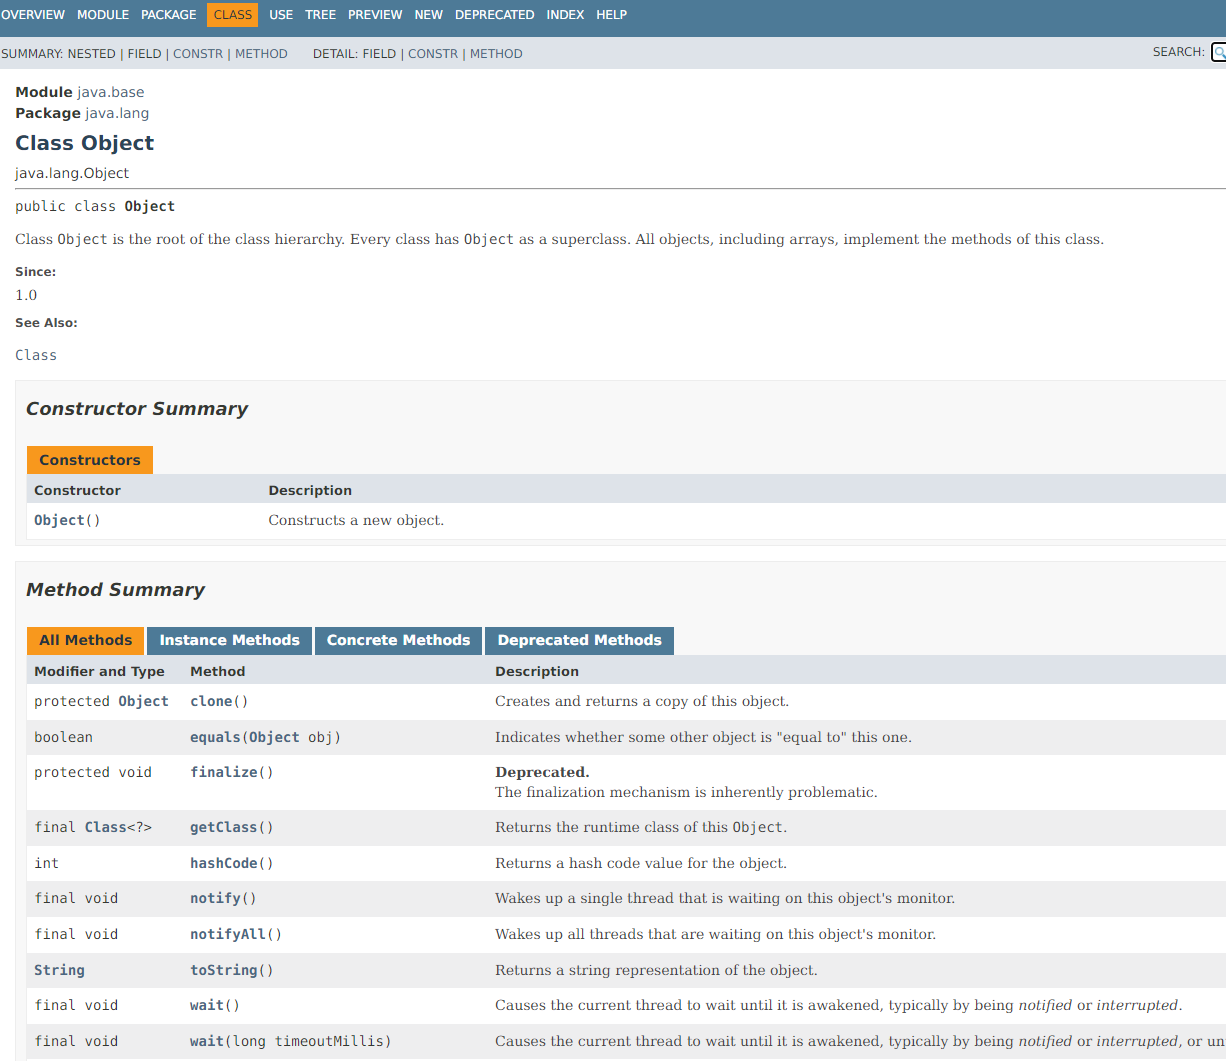 OVERVIEW MODULE PACKAGE CLASS USE TREE PREVIEW NEW DEPRECATED INDEX HELP
SUMMARY: NESTED | FIELD | CONSTR | METHOD DETAIL: FIELD | CONSTR | METHOD SEARCH:
Module java.base
Package java.lang
Class Object
java.lang.Object
public class Object
Class Object is the root of the class hierarchy. Every class has Object as a superclass. All objects, including arrays, implement the methods of this class.
Since:
1.0
See Also:
Class
Constructor Summary
Constructors
Constructor Description
Object() Constructs a new object.
Method Summary
All Methods Instance Methods Concrete Methods Deprecated Methods
Modifier and Type Method Description
protected Object clone() Creates and returns a copy of this object.
boolean equals(Object obj) Indicates whether some other object is "equal to" this one.
protected void finalize() Deprecated.
The finalization mechanism is inherently problematic.
final Class<?> getClass() Returns the runtime class of this Object.
int hashCode() Returns a hash code value for the object.
final void notify() Wakes up a single thread that is waiting on this object's monitor.
final void notifyAll() Wakes up all threads that are waiting on this object's monitor.
String toString() Returns a string representation of the object.
final void wait() Causes the current thread to wait until it is awakened, typically by being notified or interrupted.
final void wait(long timeoutMillis) Causes the current thread to wait until it is awakened, typically by being notified or interrupted, or un